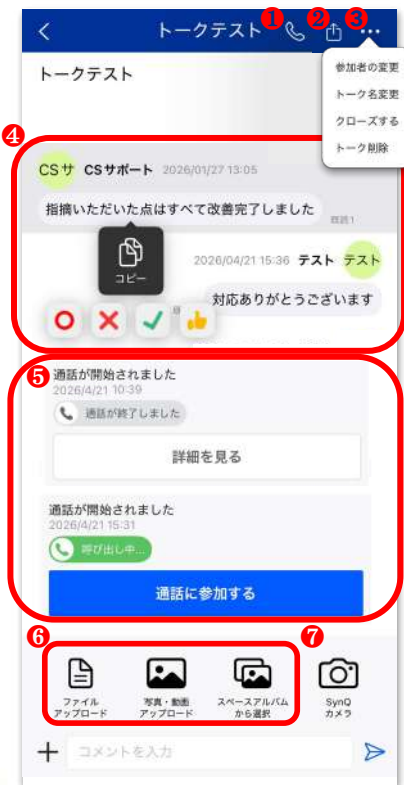 トークテスト ❶ ❷ ❸
トークテスト
参加者の変更
トーク名変更
クローズする
トーク削除
❹
CSサ CSサポート 2026/01/27 13:05
指摘いただいた点はすべて改善完了しました
既読1
コピー
2026/04/21 15:36 テスト テスト
対応ありがとうございます
❺
通話が開始されました
2026/4/21 10:39
通話が終了しました
詳細を見る
通話が開始されました
2026/4/21 15:31
呼び出し中...
通話に参加する
❻ ❼
ファイル
アップロード
写真・動画
アップロード
スペースアルバム
から選択
SynQ
カメラ
コメントを入力